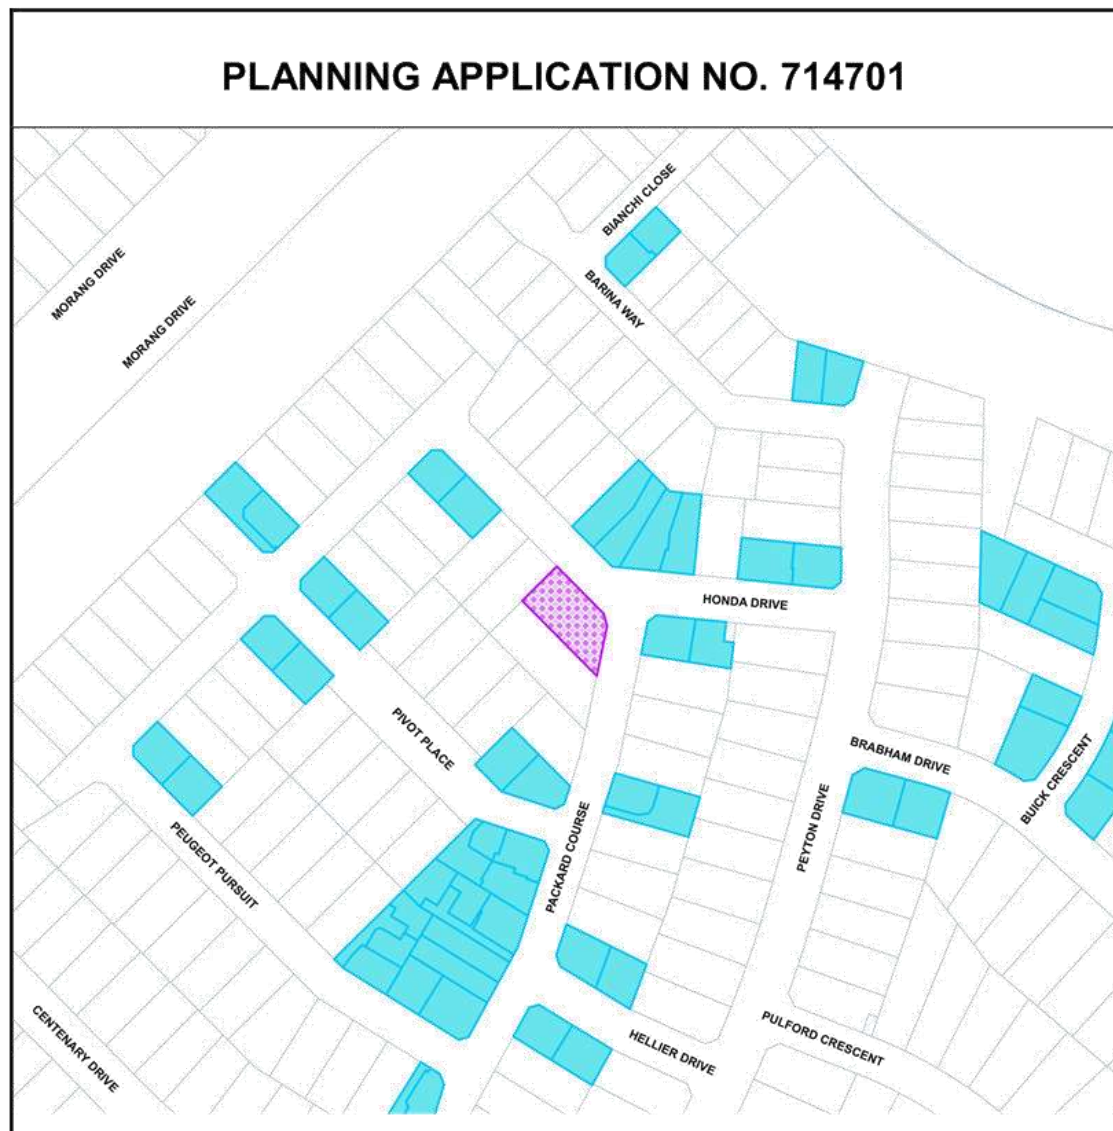 PLANNING APPLICATION NO. 714701
BIANCHI CLOSE
MORANG DRIVE
BARINA WAY
MORANG DRIVE
HONDA DRIVE
PIVOT PLACE
BRABHAM DRIVE
BUICK CRESCENT
PEYTON DRIVE
PACKARD COURSE
PEUGEOT PURSUIT
CENTENARY DRIVE
PULFORD CRESCENT
HELLIER DRIVE